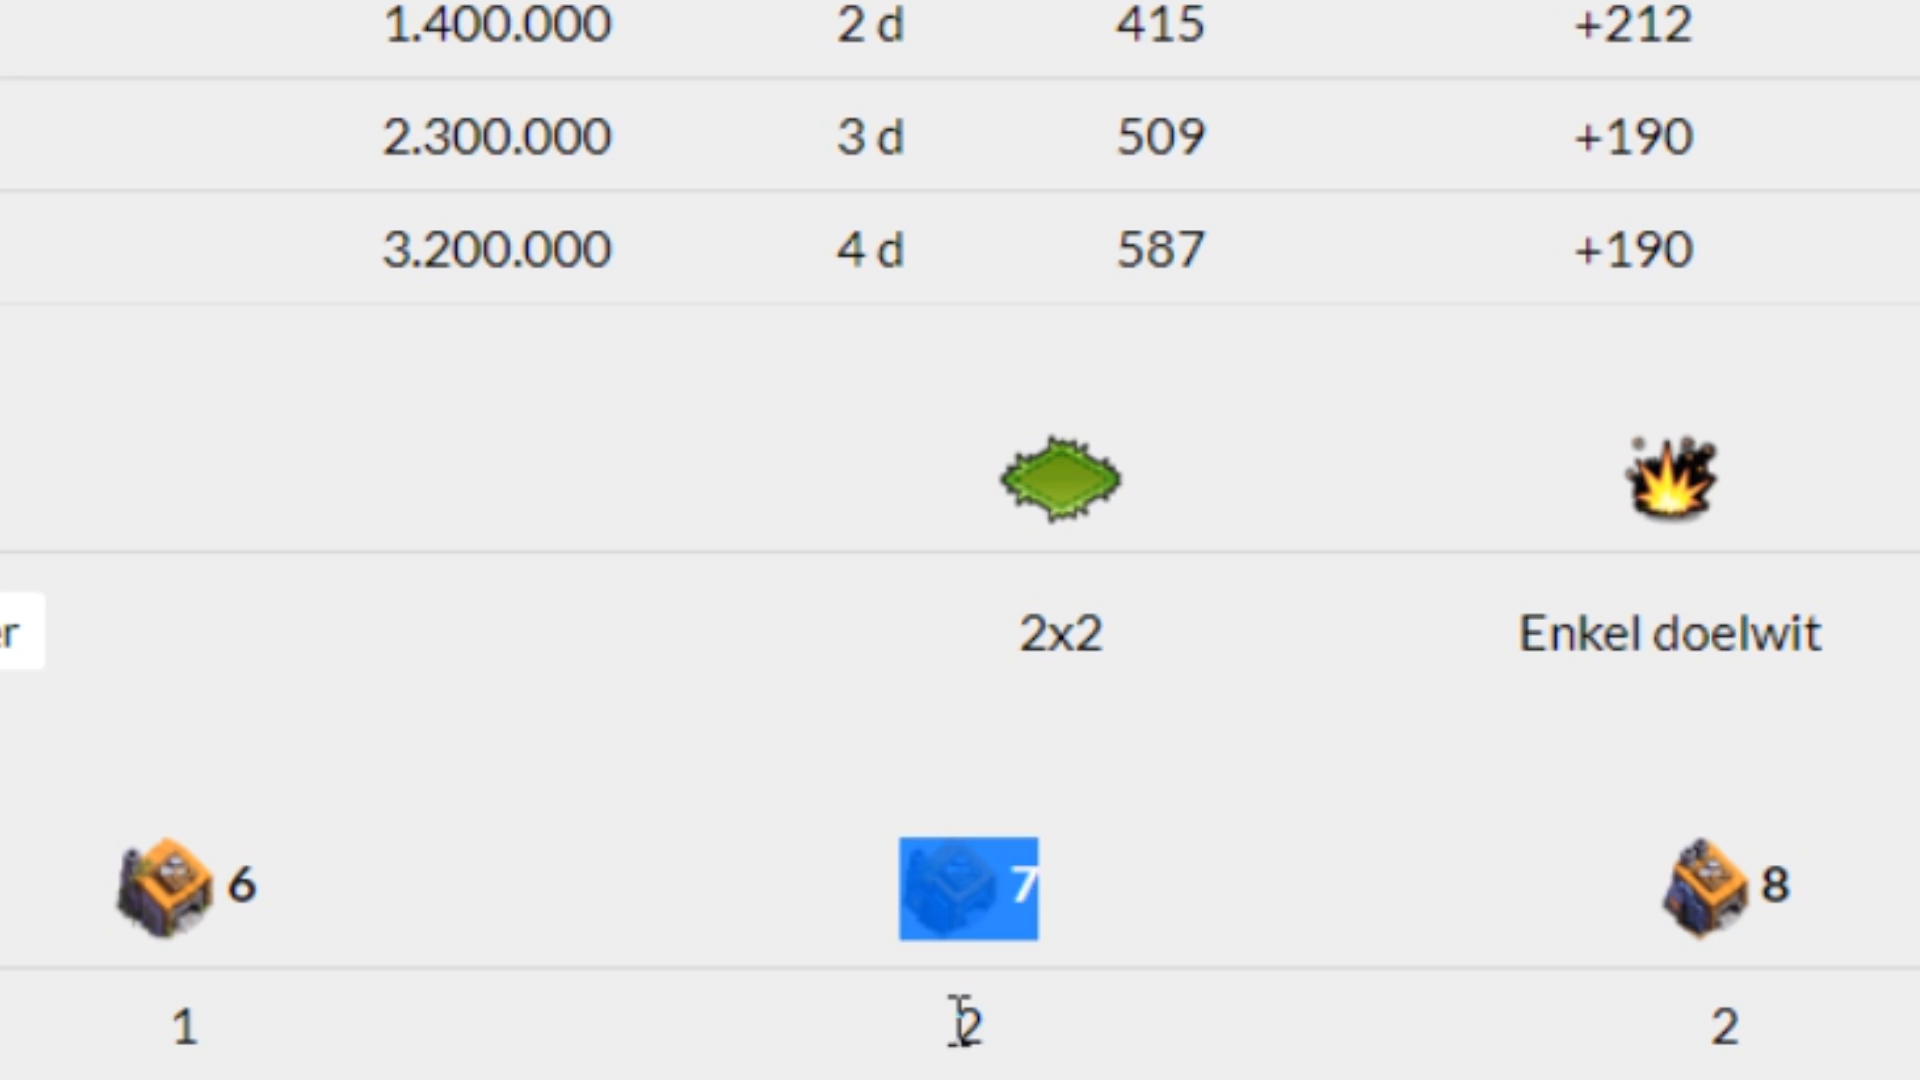 1.400.000 2 d 415 +212
2.300.000 3 d 509 +190
3.200.000 4 d 587 +190
er 2x2 Enkel doelwit
6 7 8
1 2 2